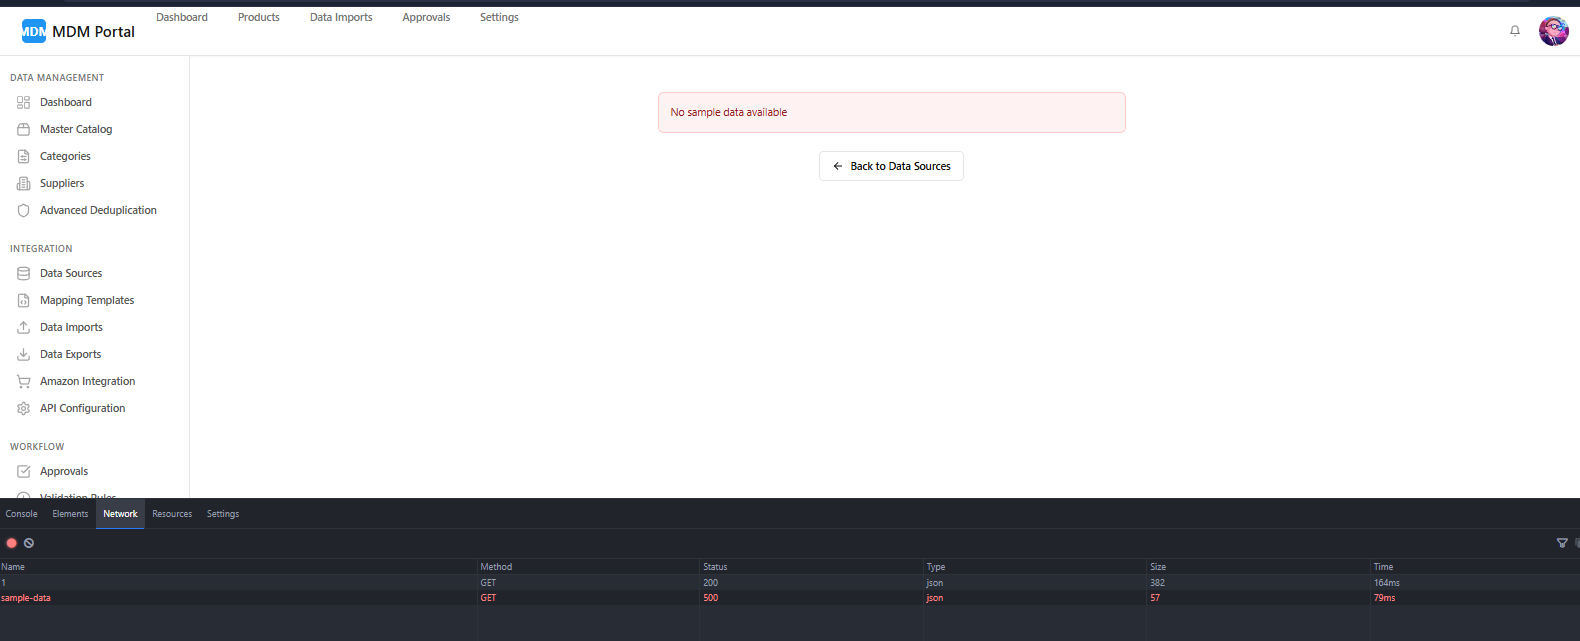 MDM MDM Portal Dashboard Products Data Imports Approvals Settings
DATA MANAGEMENT
Dashboard
Master Catalog
Categories
Suppliers
Advanced Deduplication
INTEGRATION
Data Sources
Mapping Templates
Data Imports
Data Exports
Amazon Integration
API Configuration
WORKFLOW
Approvals
Validation Rules
No sample data available
Back to Data Sources
Console Elements Network Resources Settings
Name Method Status Type Size Time
1 GET 200 json 382 164ms
sample-data GET 500 json 57 79ms